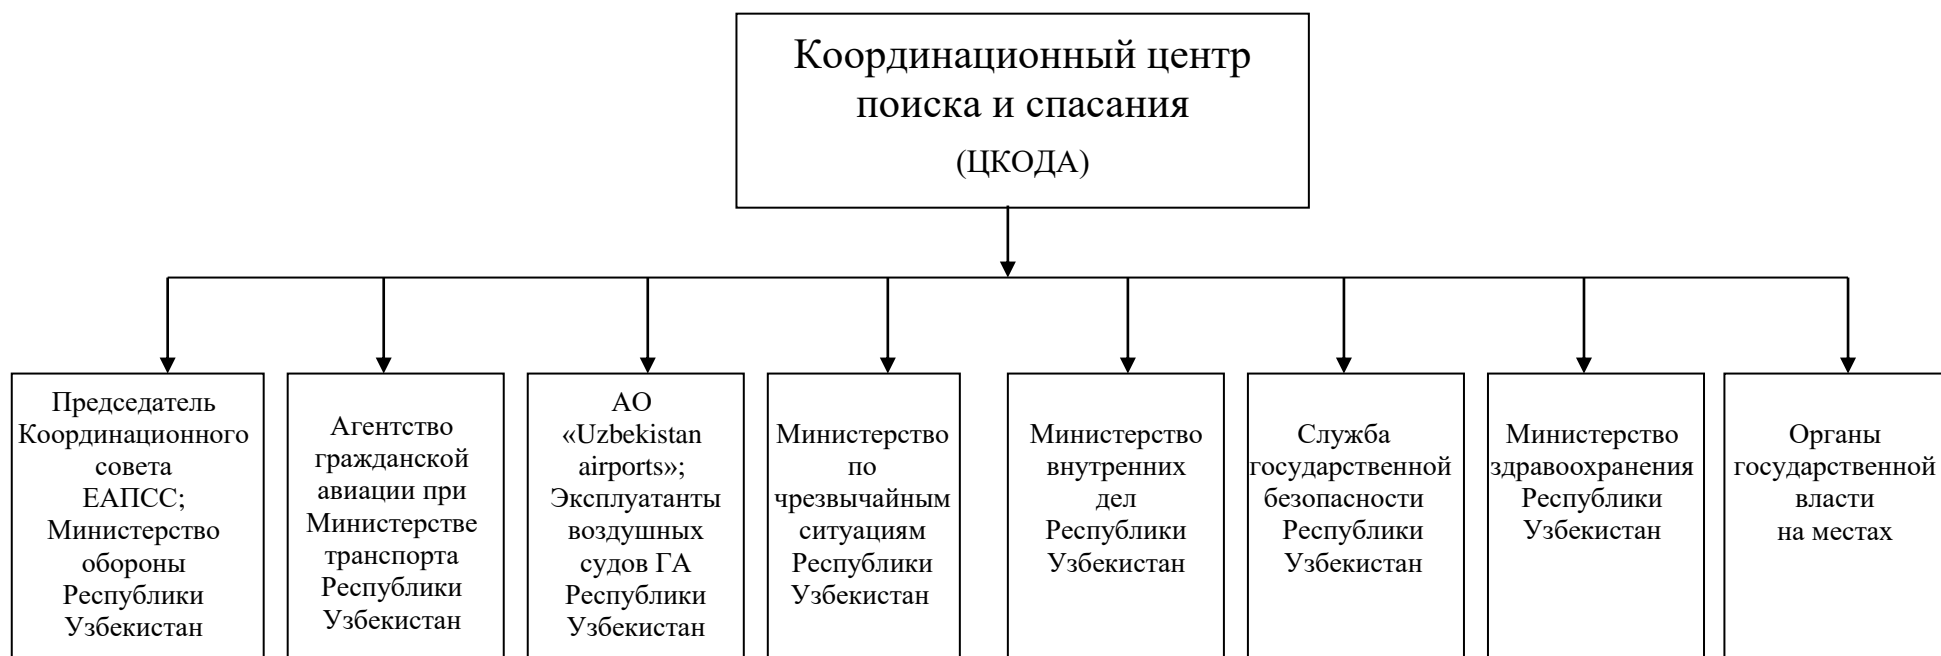 Координационный центр
поиска и спасания
(ЦКОДА)
Председатель
Координационного
совета
ЕАПСС;
Министерство
обороны
Республики
Узбекистан
Агентство
гражданской
авиации при
Министерстве
транспорта
Республики
Узбекистан
АО
«Uzbekistan
airports»;
Эксплуатанты
воздушных
судов ГА
Республики
Узбекистан
Министерство
по
чрезвычайным
ситуациям
Республики
Узбекистан
Министерство
внутренних
дел
Республики
Узбекистан
Служба
государственной
безопасности
Республики
Узбекистан
Министерство
здравоохранения
Республики
Узбекистан
Органы
государственной
власти
на местах